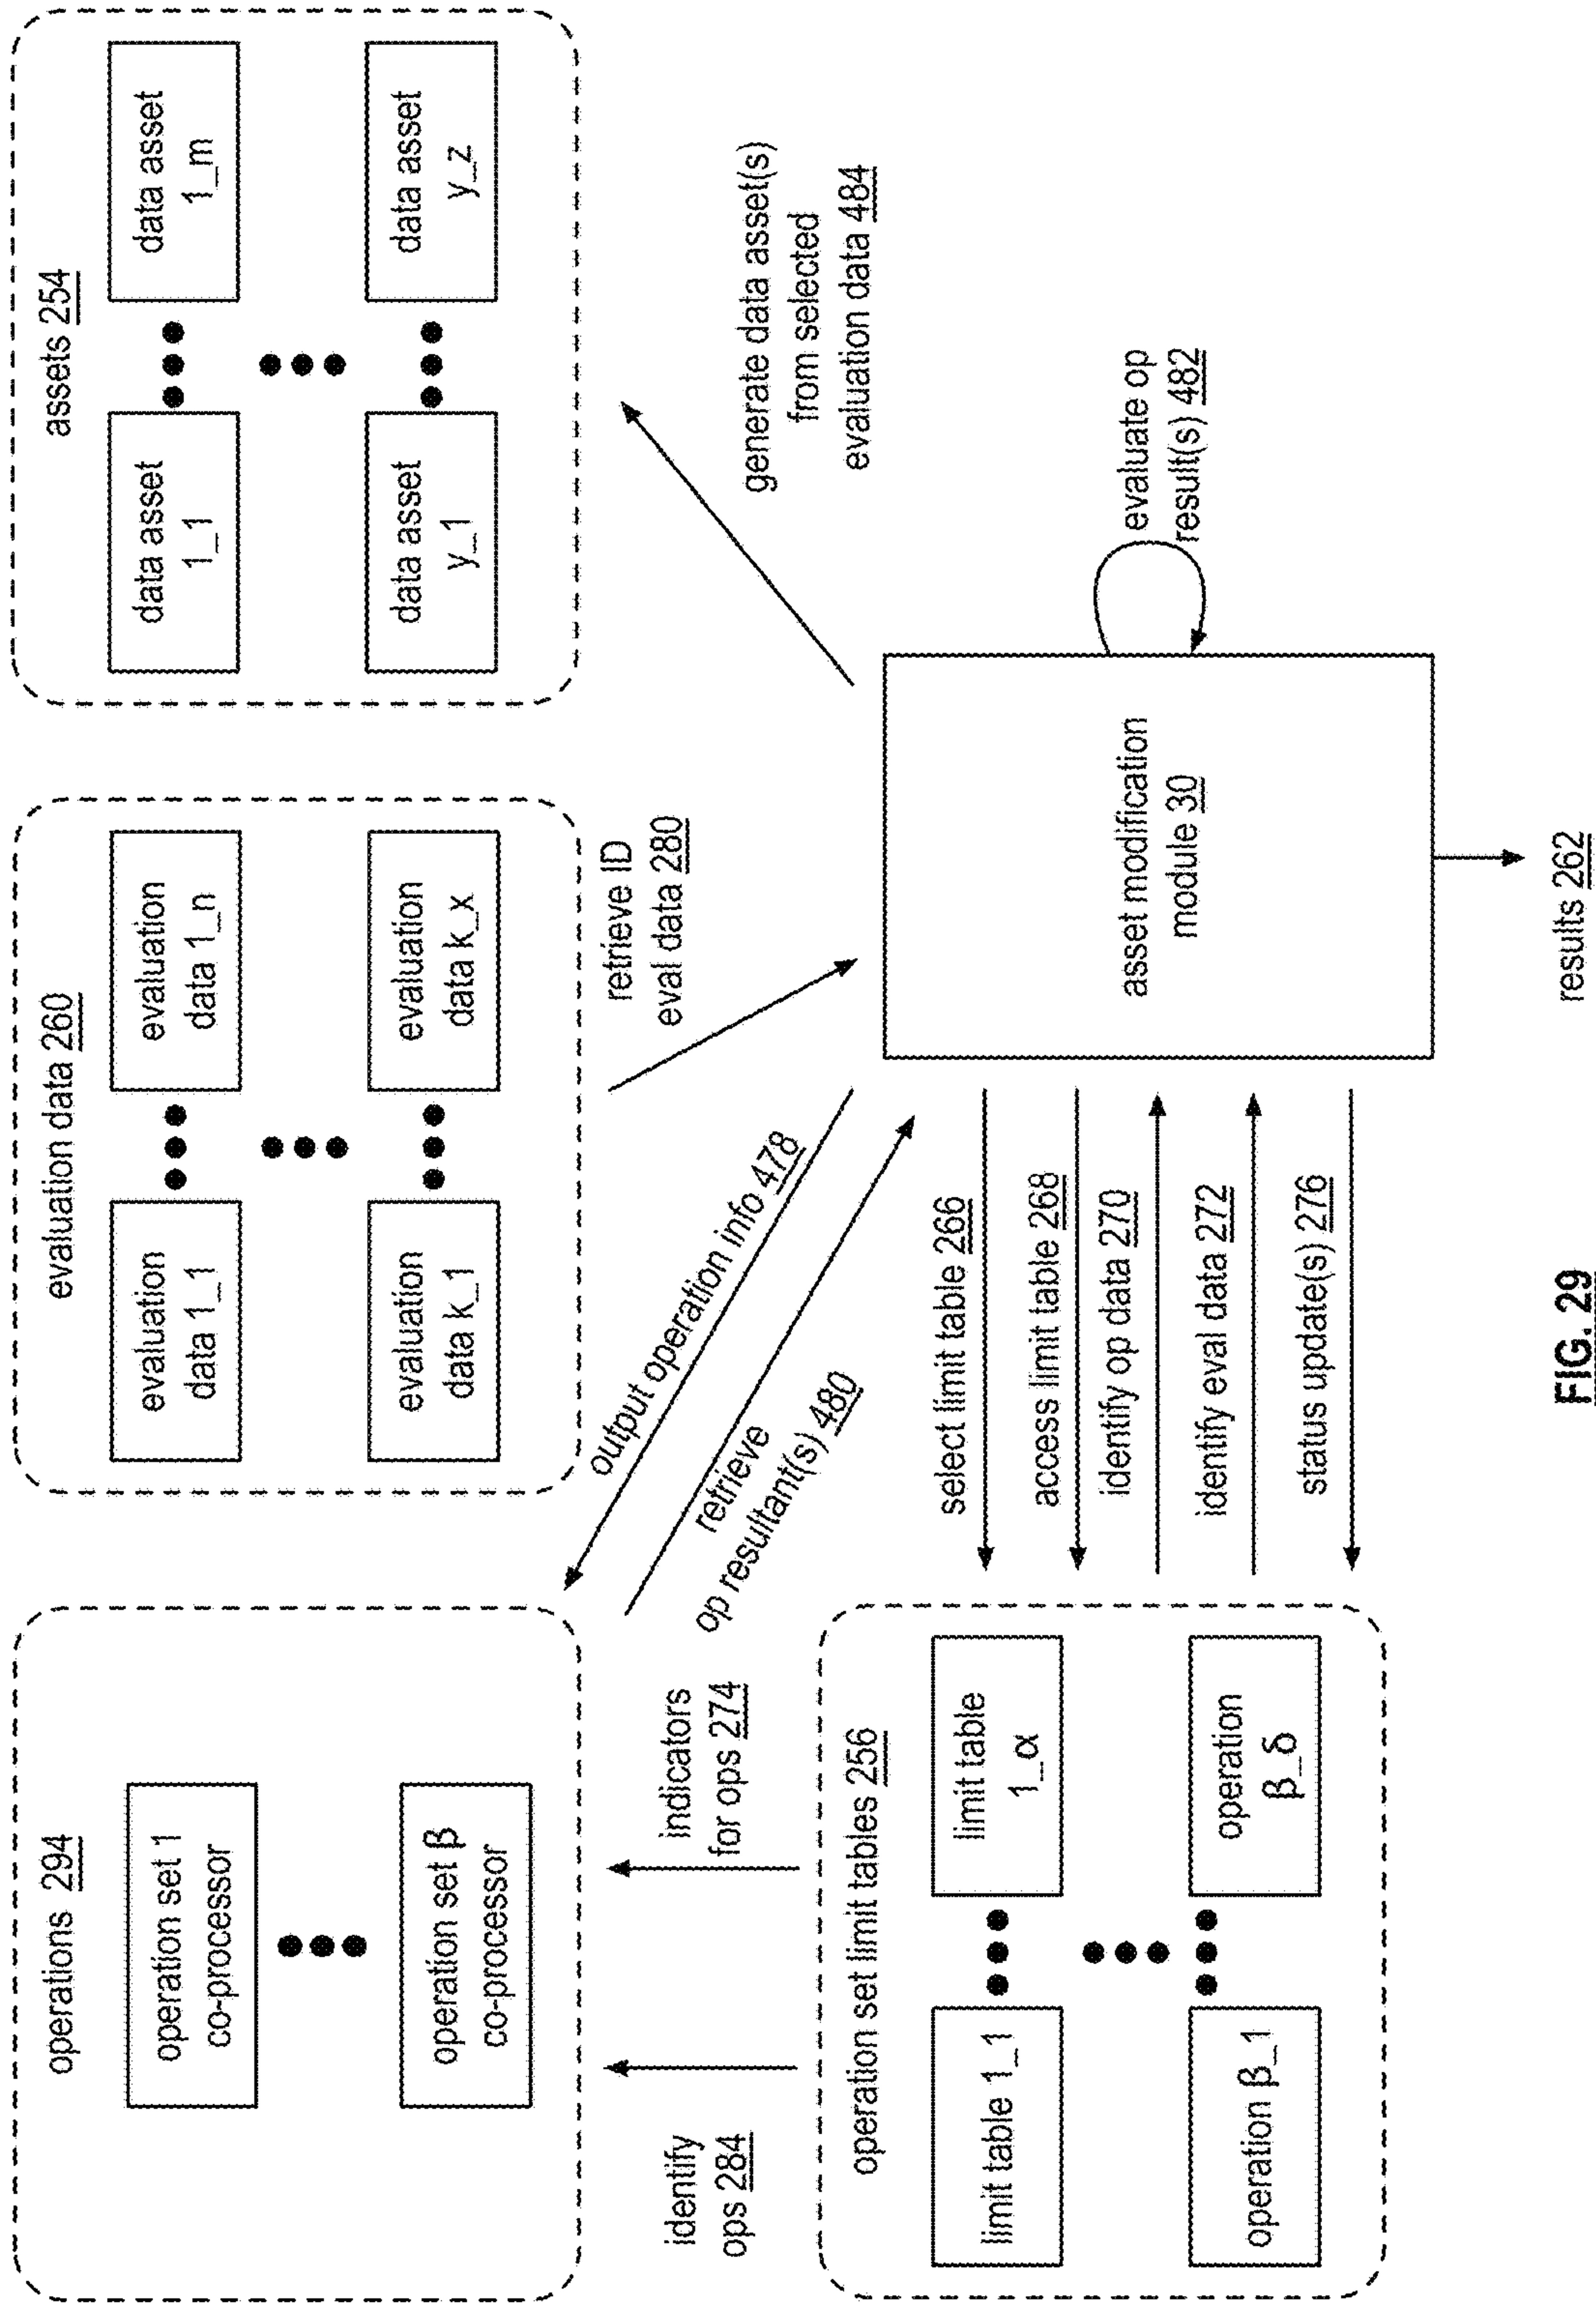 operations 294
operation set 1
co-processor
operation set β
co-processor
evaluation data 260
evaluation
data 1_1
evaluation
data 1_n
evaluation
data k_1
evaluation
data k_x
assets 254
data asset
1_1
data asset
1_m
data asset
y_1
data asset
y_z
identify
ops 284
indicators
for ops 274
output operation info 478
retrieve
op resultant(s) 480
retrieve ID
eval data 280
generate data asset(s)
from selected
evaluation data 484
operation set limit tables 256
limit table 1_1
limit table
1_α
operation β_1
operation
β_δ
select limit table 266
access limit table 268
identify op data 270
identify eval data 272
status update(s) 276
asset modification
module 30
evaluate op
result(s) 482
results 262
FIG. 29